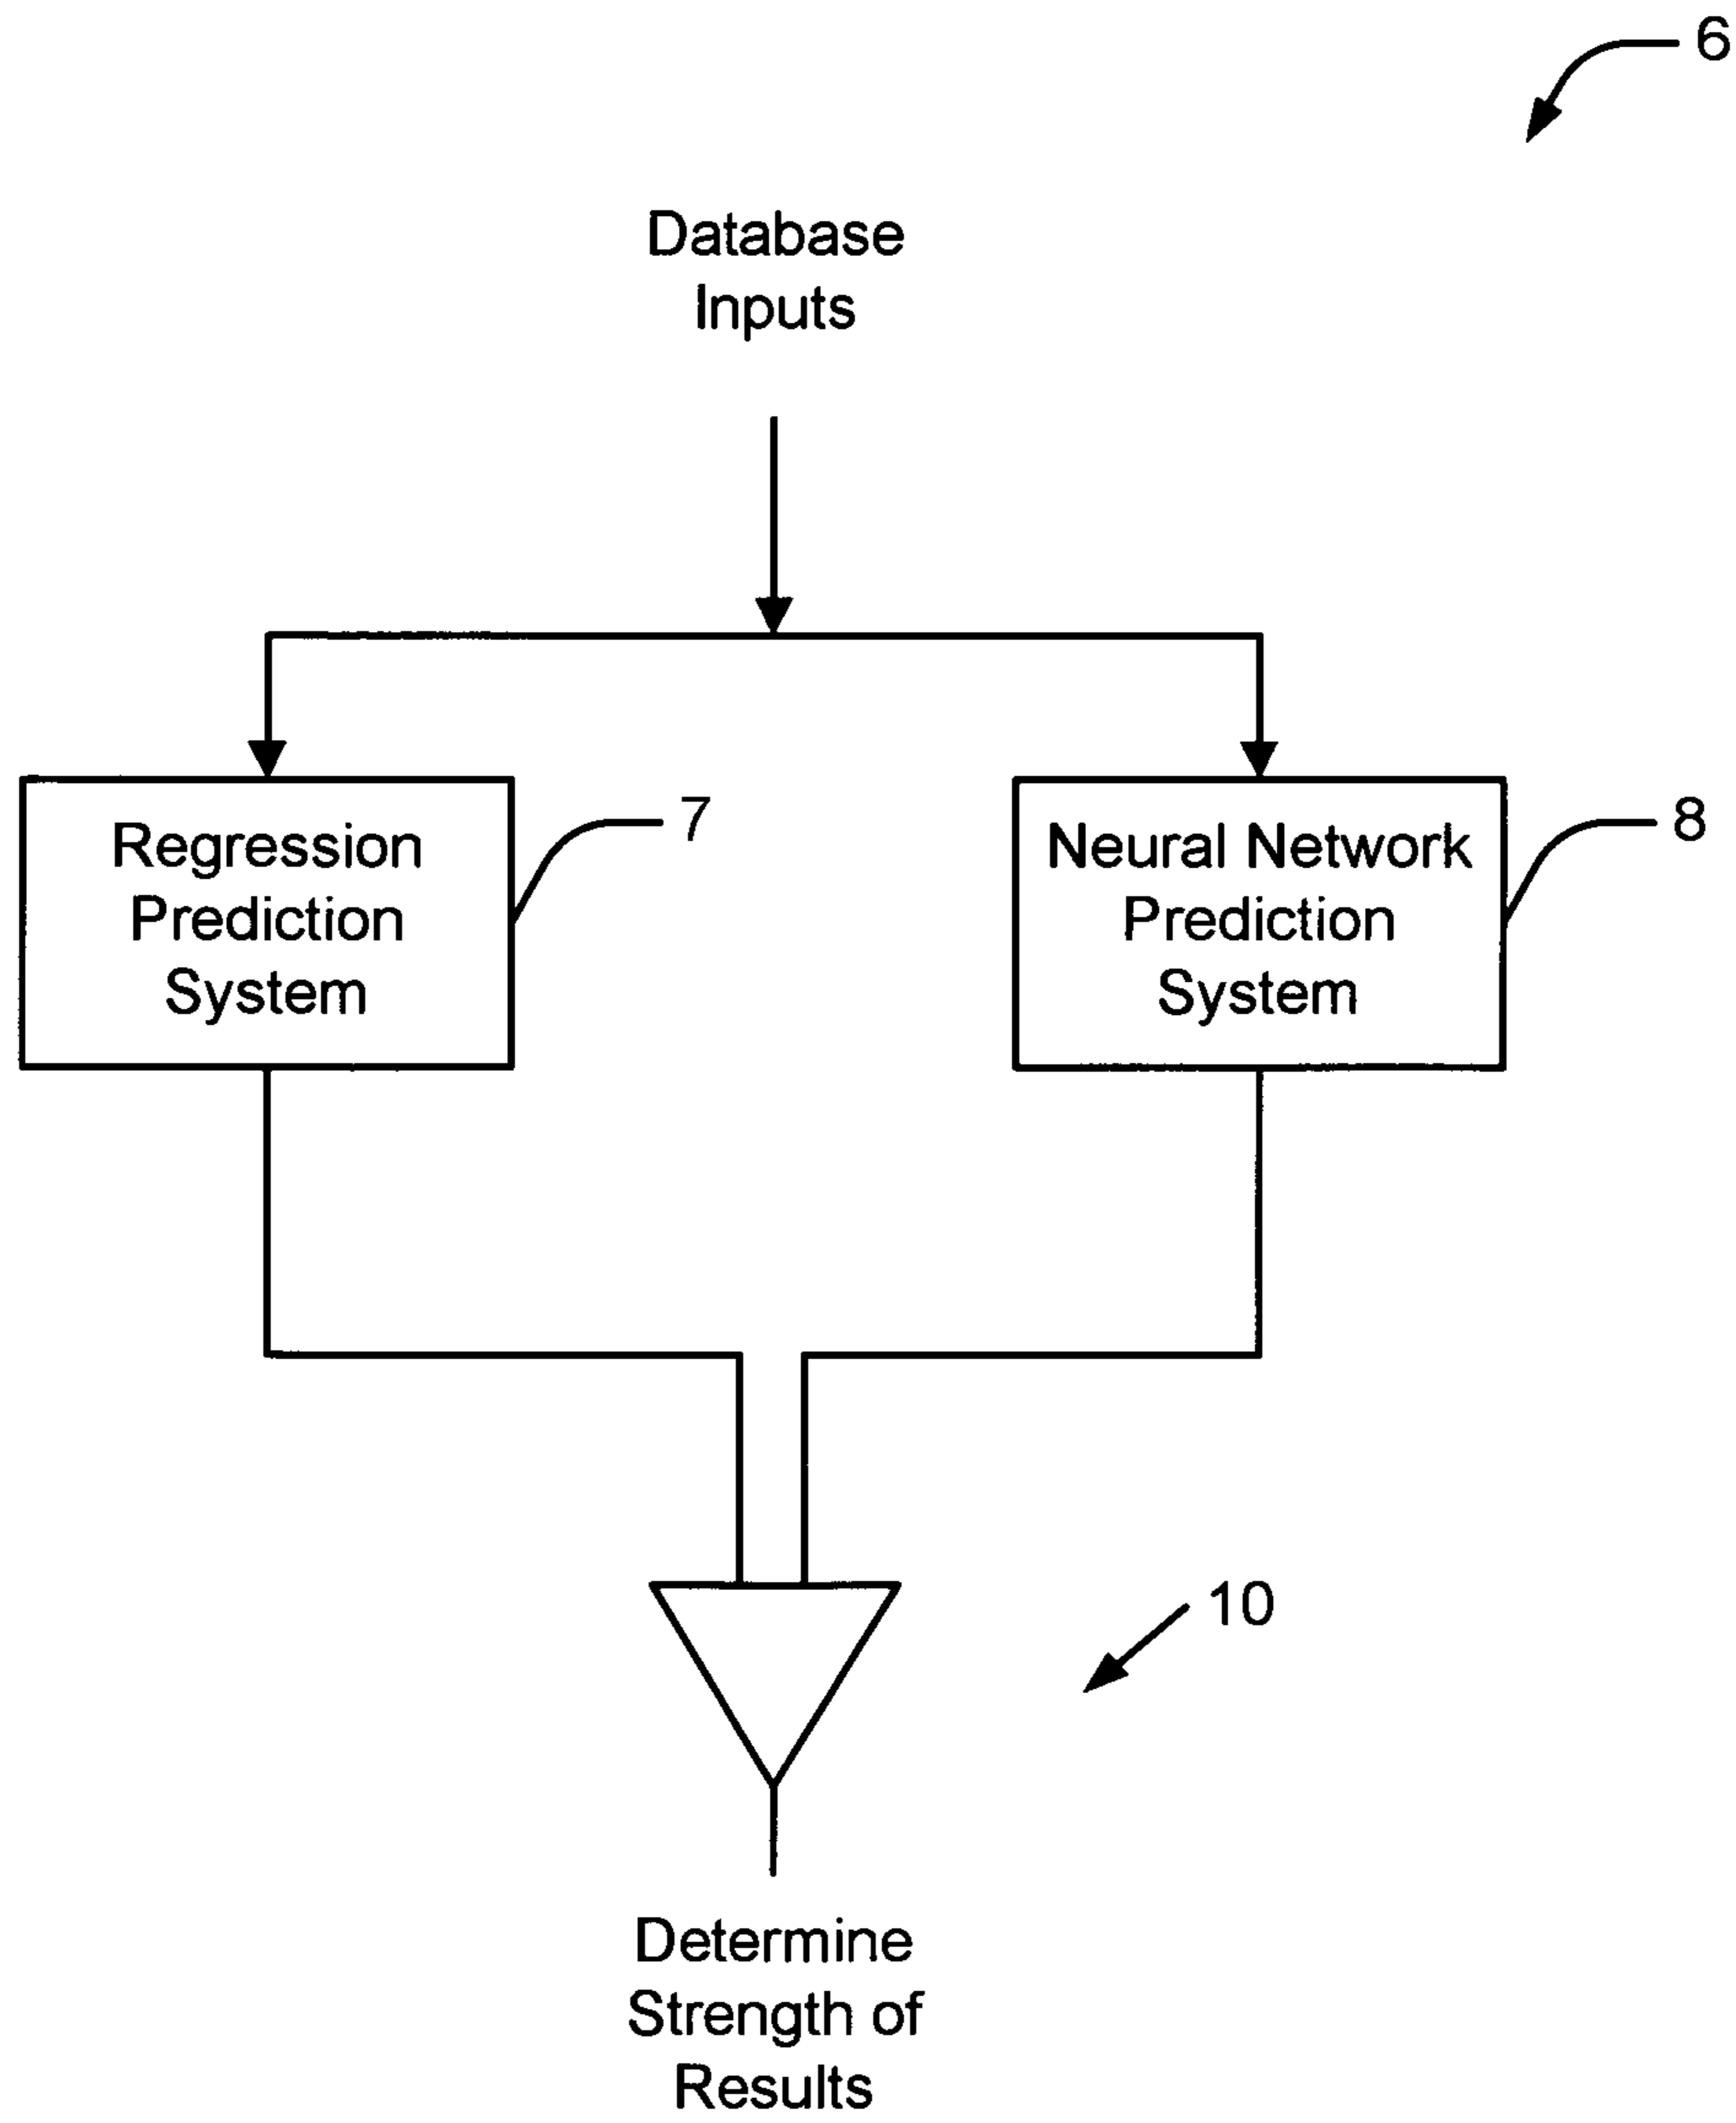 6
Database
Inputs
Regression
Prediction
System
7
Neural Network
Prediction
System
8
10
Determine
Strength of
Results